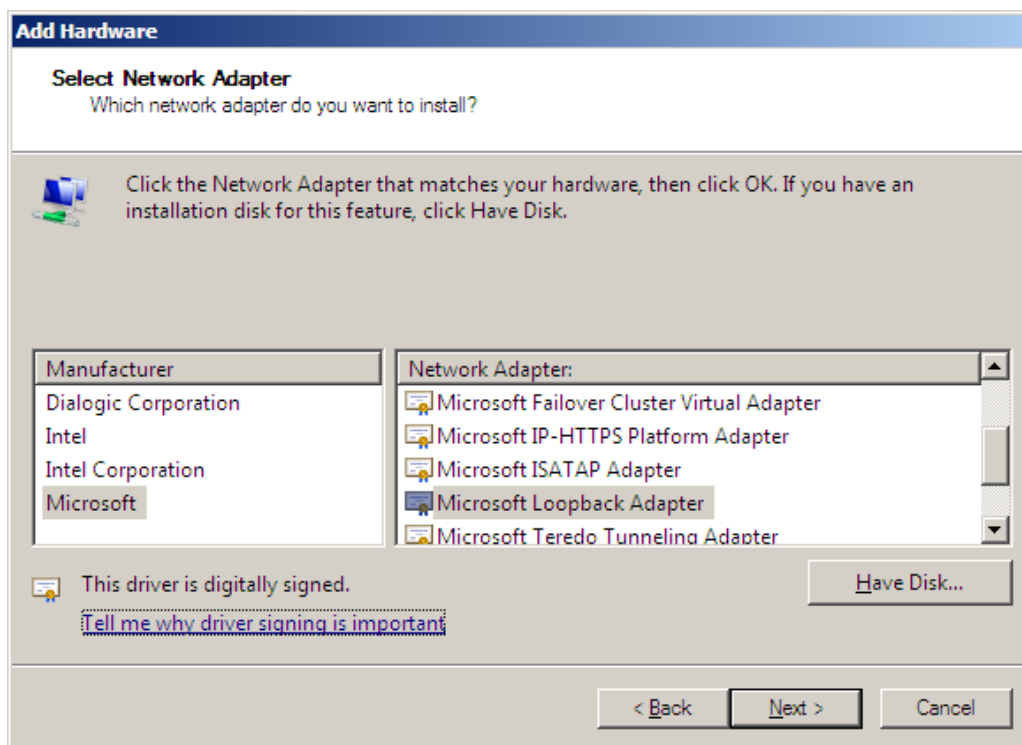 Add Hardware
Select Network Adapter
Which network adapter do you want to install?
Click the Network Adapter that matches your hardware, then click OK. If you have an
installation disk for this feature, click Have Disk.
Manufacturer
Dialogic Corporation
Intel
Intel Corporation
Microsoft
Network Adapter:
Microsoft Failover Cluster Virtual Adapter
Microsoft IP-HTTPS Platform Adapter
Microsoft ISATAP Adapter
Microsoft Loopback Adapter
Microsoft Teredo Tunneling Adapter
This driver is digitally signed.
Tell me why driver signing is important
Have Disk...
< Back
Next >
Cancel